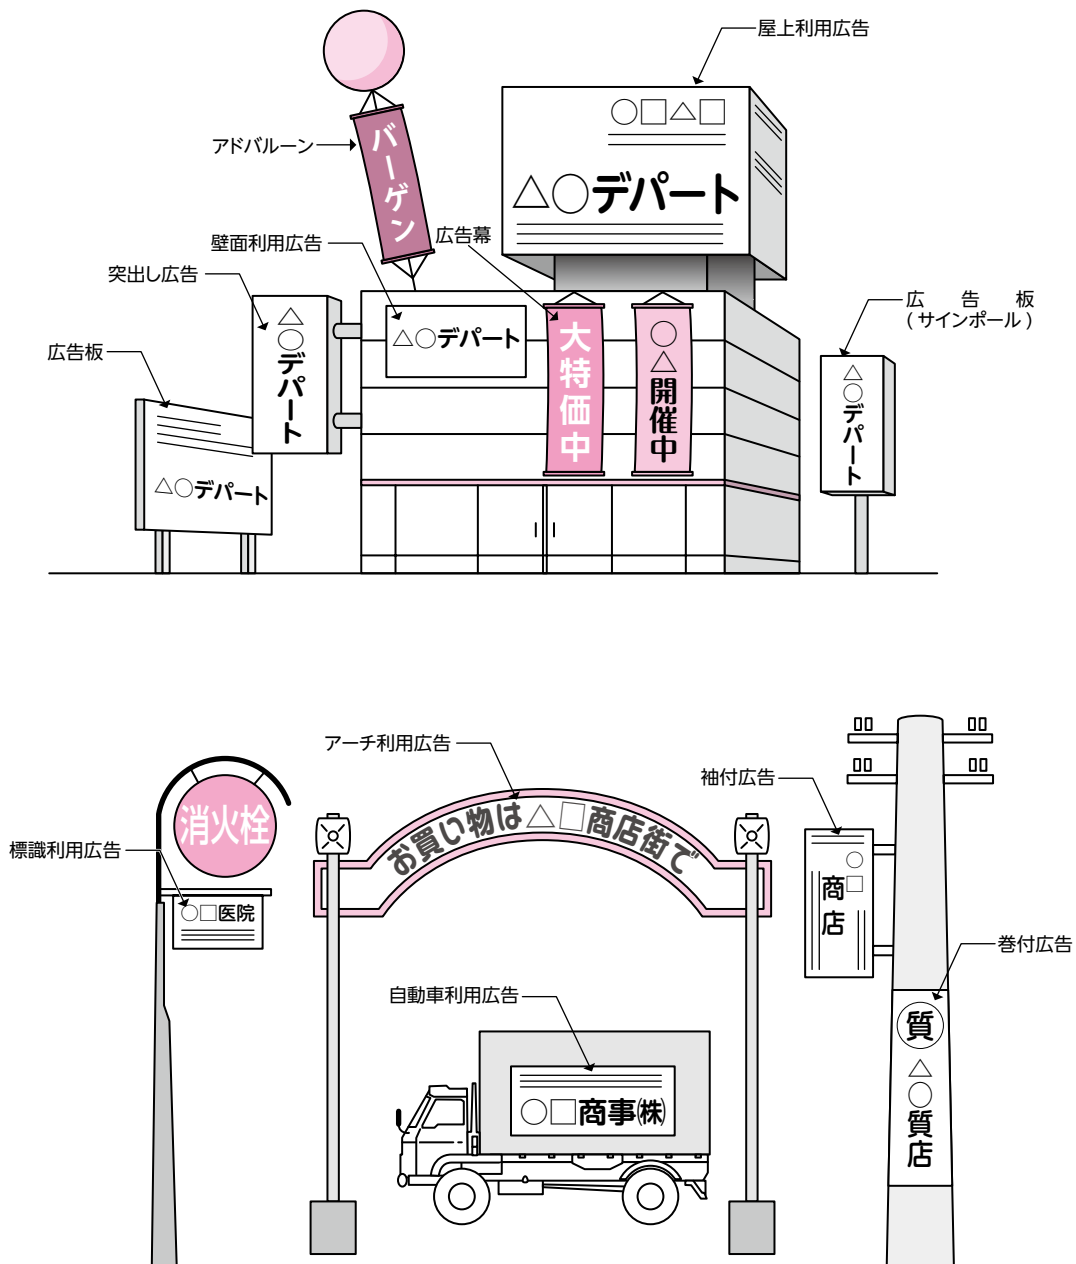 屋上利用広告
○□△□
△○デパート
アドバルーン
バーゲン
壁面利用広告
広告幕
突出し広告
広告板
(サインポール)
広告板
△○デパート
△○デパート
大特価中
○△開催中
△○デパート
△○デパート
アーチ利用広告
袖付広告
お買い物は△□商店街で
消火栓
標識利用広告
○□医院
○□商店
巻付広告
自動車利用広告
質
△○質店
○□商事㈱